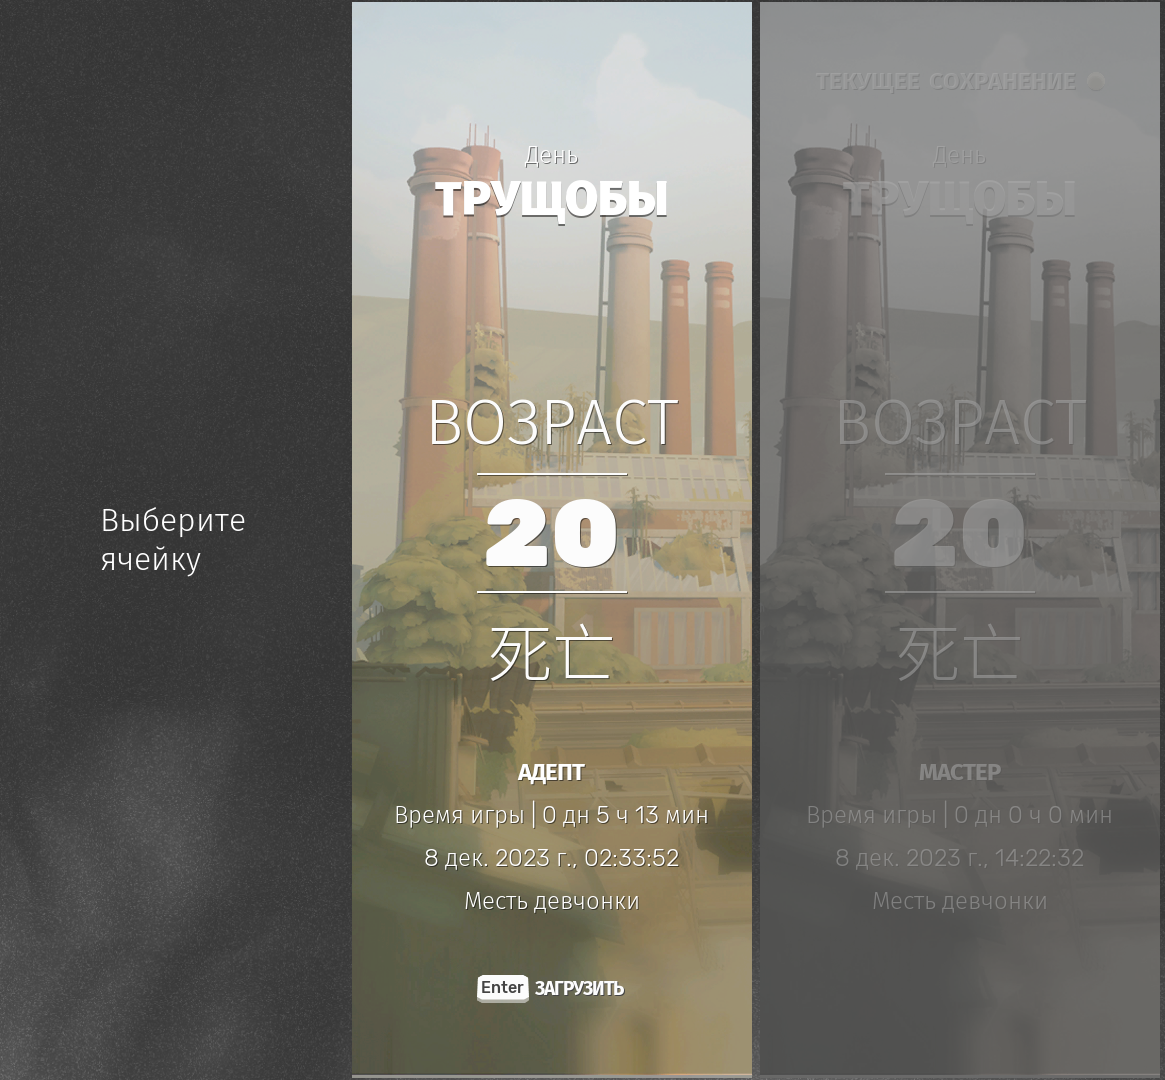 Выберите
ячейку
День
ТРУЩОБЫ
ВОЗРАСТ
20
死亡
АДЕПТ
Время игры | 0 дн 5 ч 13 мин
8 дек. 2023 г., 02:33:52
Месть девчонки
Enter ЗАГРУЗИТЬ
ТЕКУЩЕЕ СОХРАНЕНИЕ
День
ТРУЩОБЫ
ВОЗРАСТ
20
死亡
МАСТЕР
Время игры | 0 дн 0 ч 0 мин
8 дек. 2023 г., 14:22:32
Месть девчонки